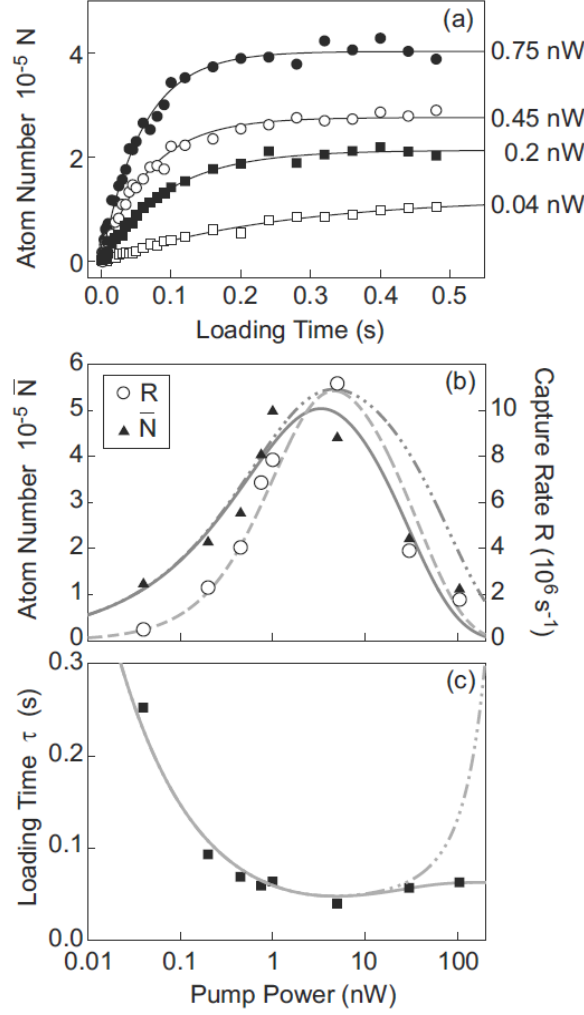 (a)
Atom Number 10⁻⁵ N
4
2
0
0.75 nW
0.45 nW
0.2 nW
0.04 nW
0.0 0.1 0.2 0.3 0.4 0.5
Loading Time (s)
(b)
R
N̅
Atom Number 10⁻⁵ N̅
6
5
4
3
2
1
0
10
8
6
4
2
0
Capture Rate R (10⁶ s⁻¹)
(c)
Loading Time τ (s)
0.3
0.2
0.1
0.0
0.01 0.1 1 10 100
Pump Power (nW)